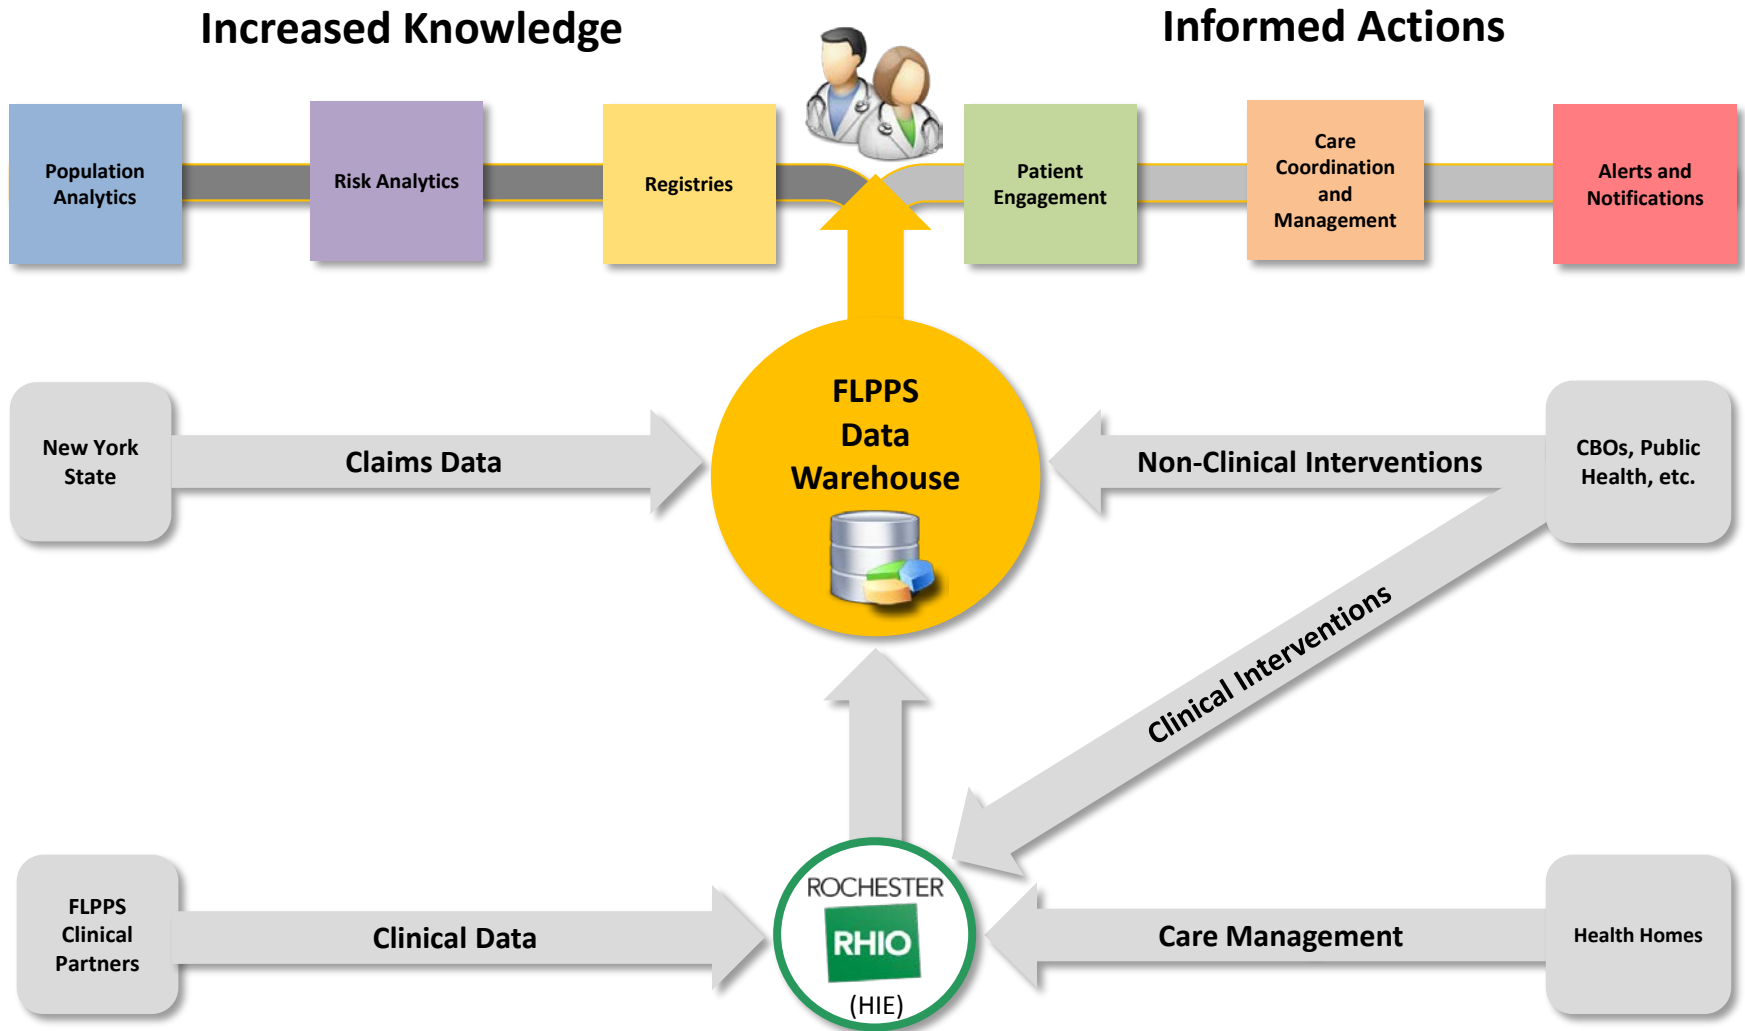 Increased Knowledge
Informed Actions
Population
Analytics
Risk Analytics
Registries
Patient
Engagement
Care
Coordination
and
Management
Alerts and
Notifications
FLPPS
Data
Warehouse
New York
State
Claims Data
Non-Clinical Interventions
CBOs, Public
Health, etc.
Clinical Interventions
FLPPS
Clinical
Partners
Clinical Data
ROCHESTER
RHIO
(HIE)
Care Management
Health Homes